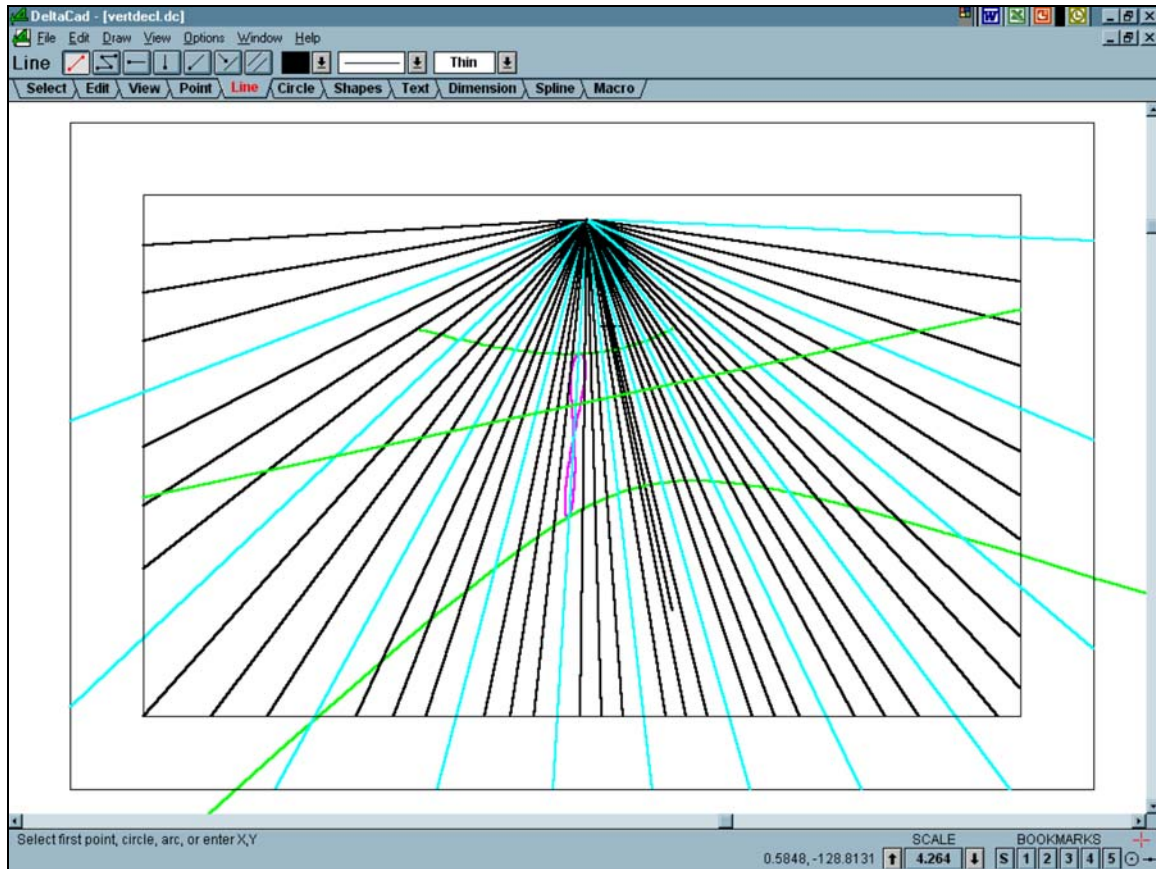 DeltaCad - [vertdecl.dc]
File Edit Draw View Options Window Help
Line Thin
Select Edit View Point Line Circle Shapes Text Dimension Spline Macro
Select first point, circle, arc, or enter X,Y
SCALE BOOKMARKS
0.5848, -128.8131 4.264 S 1 2 3 4 5